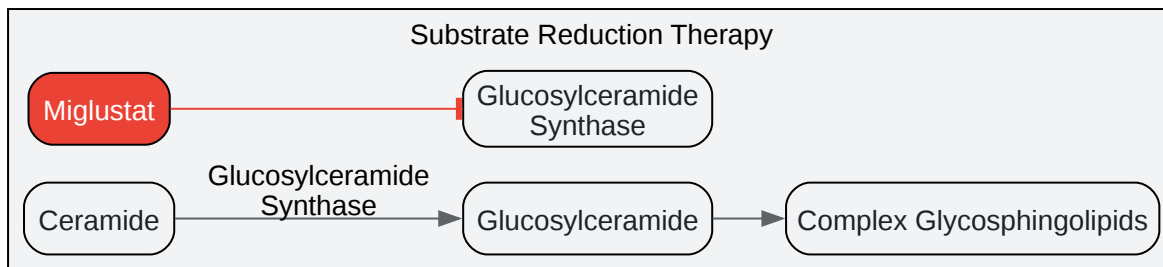 Substrate Reduction Therapy
Miglustat
Glucosylceramide
Synthase
Glucosylceramide
Synthase
Ceramide
Glucosylceramide
Complex Glycosphingolipids